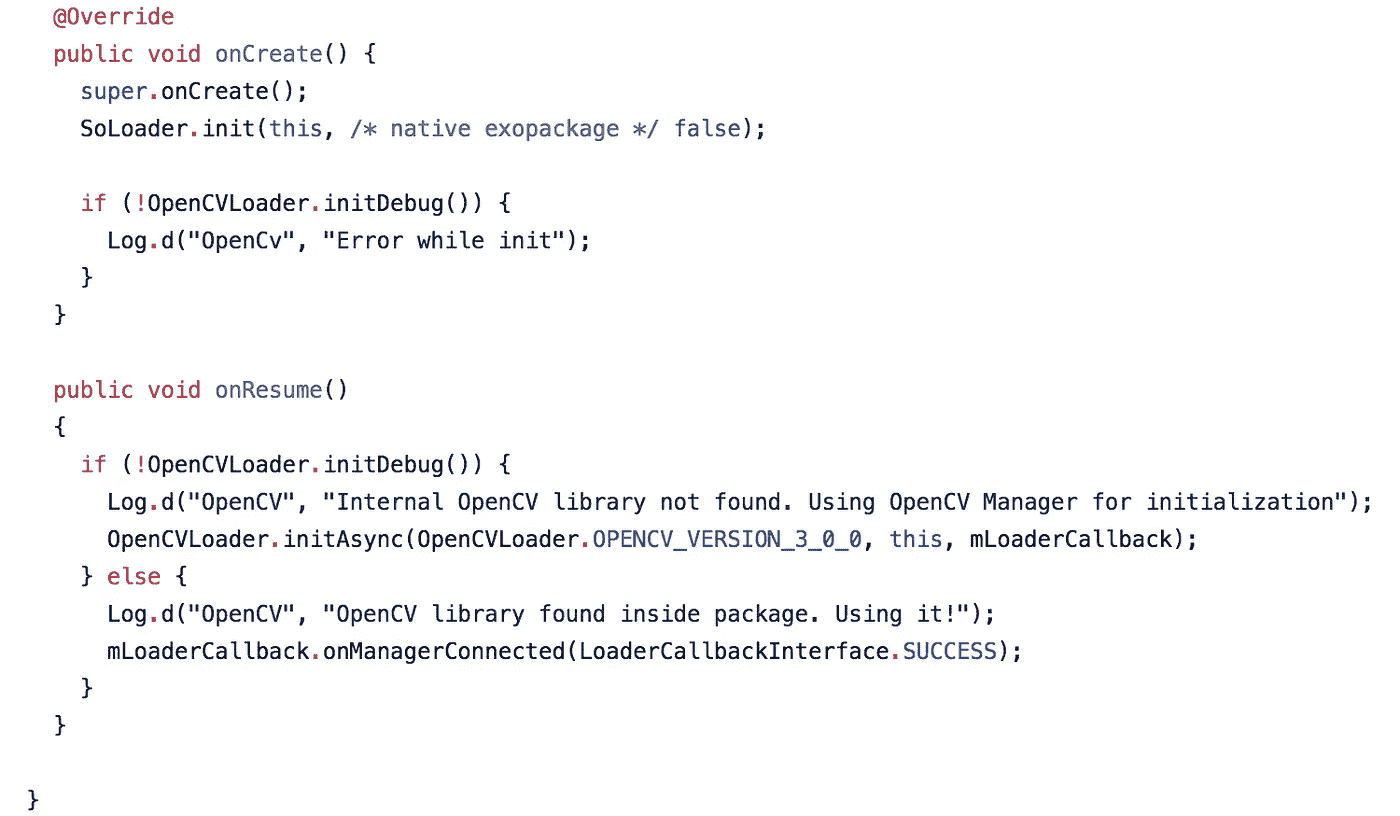 @Override
public void onCreate() {
super.onCreate();
SoLoader.init(this, /* native exopackage */ false);
if (!OpenCVLoader.initDebug()) {
Log.d("OpenCv", "Error while init");
}
}
public void onResume()
{
if (!OpenCVLoader.initDebug()) {
Log.d("OpenCV", "Internal OpenCV library not found. Using OpenCV Manager for initialization");
OpenCVLoader.initAsync(OpenCVLoader.OPENCV_VERSION_3_0_0, this, mLoaderCallback);
} else {
Log.d("OpenCV", "OpenCV library found inside package. Using it!");
mLoaderCallback.onManagerConnected(LoaderCallbackInterface.SUCCESS);
}
}
}